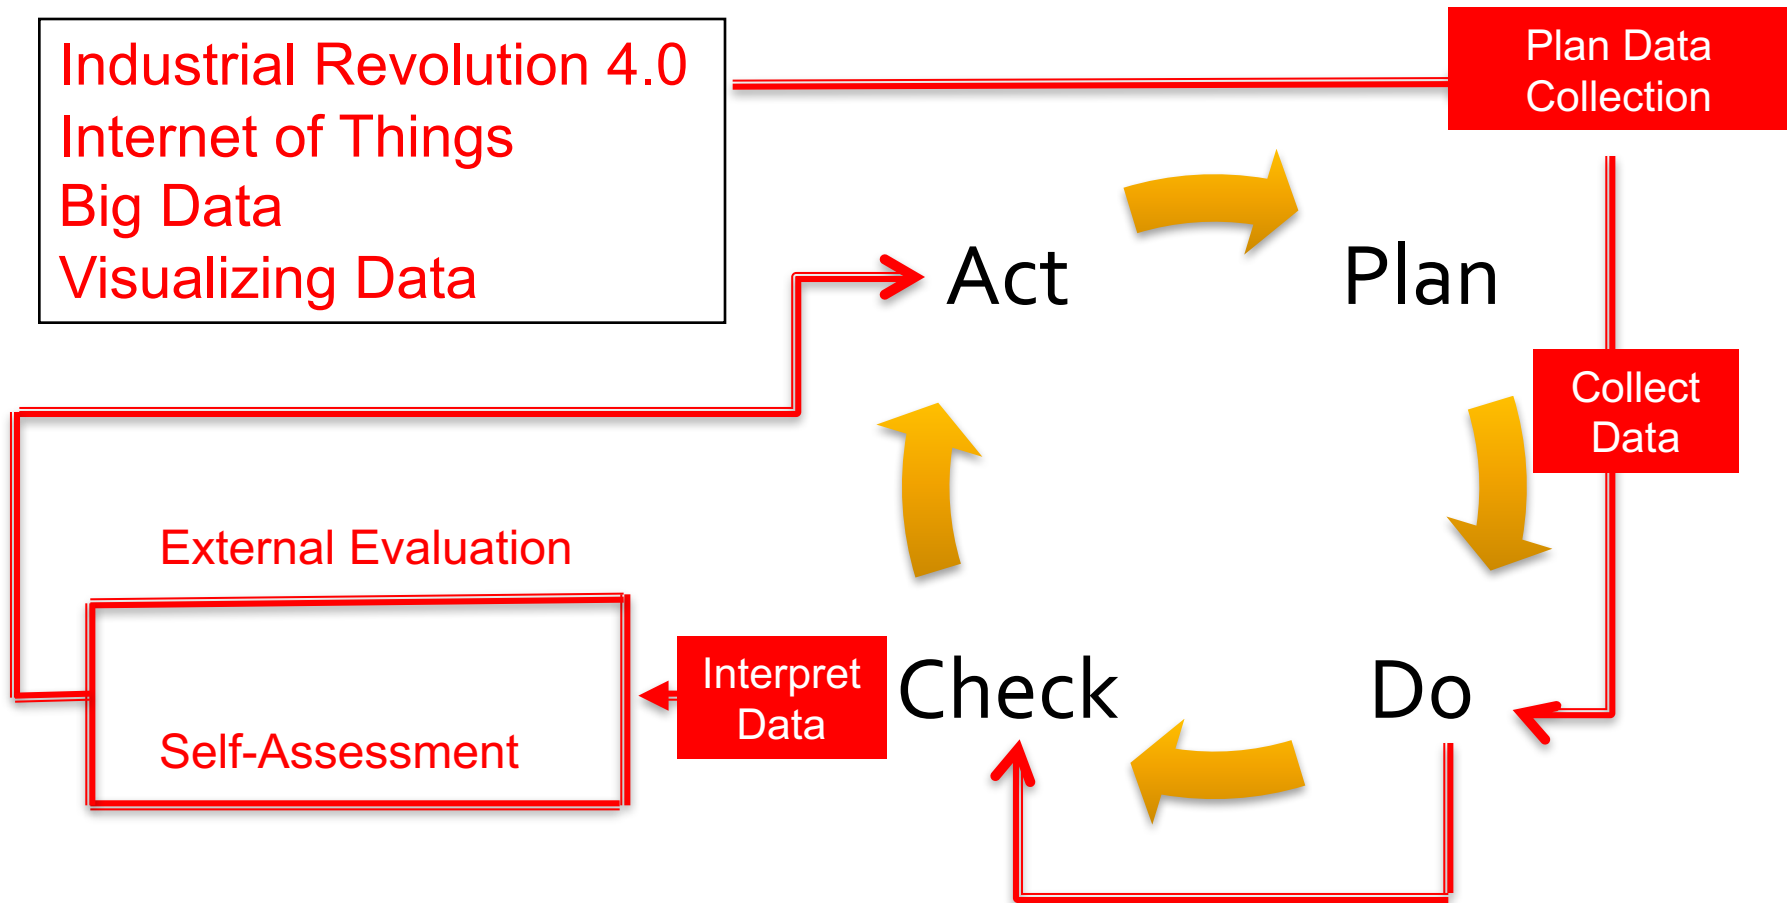 Industrial Revolution 4.0
Internet of Things
Big Data
Visualizing Data
Plan Data
Collection
Act
Plan
Collect
Data
External Evaluation
Interpret
Data
Check
Do
Self-Assessment